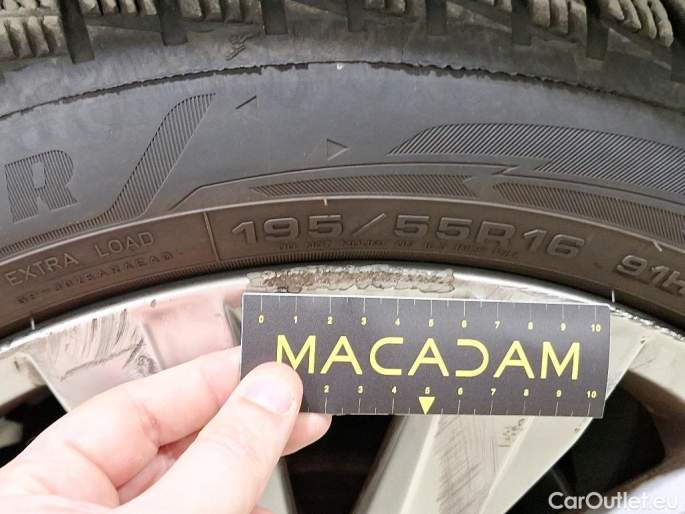 R
EXTRA LOAD
195/55R16 91H
0 1 2 3 4 5 6 7 8 9 10
MACADAM
2 3 4 5 6 7 8 9 10
CarOutlet.eu